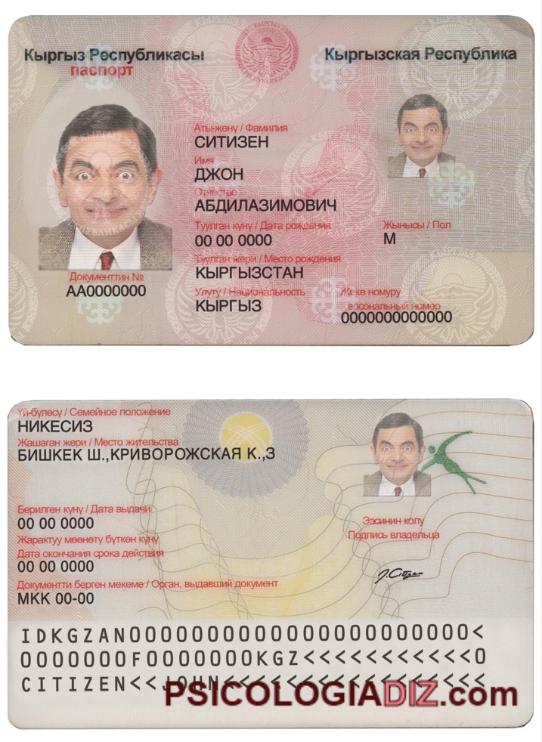 Кыргыз Республикасы Кыргызская Республика
паспорт
Аты-жөнү / Фамилия
СИТИЗЕН
Имя
ДЖОН
Отчество
АБДИЛАЗИМОВИЧ
Туулган күнү / Дата рождения Жынысы / Пол
00 00 0000 М
Туулган жери / Место рождения
КЫРГЫЗСТАН
Документтин №
АА0000000
Улуту / Национальность Жеке номуру
КЫРГЫЗ Персональный номер
0000000000000
Үй-бүлөсү / Семейное положение
НИКЕСИЗ
Жашаган жери / Место жительства
БИШКЕК Ш.,КРИВОРОЖСКАЯ К.,3
Берилген күнү / Дата выдачи
00 00 0000
Жарактуу мөөнөтү бүткөн күнү
Дата окончания срока действия
00 00 0000
Ээсинин колу
Подпись владельца
J.Citizen
Документти берген мекеме / Орган, выдавший документ
МКК 00-00
IDKGZAN0000000000000000000000<
0000000F0000000KGZ<<<<<<<<<<<0
CITIZEN<<JOHN<<<<<<<<<<<<<<<<<
PSICOLOGIADIZ.com